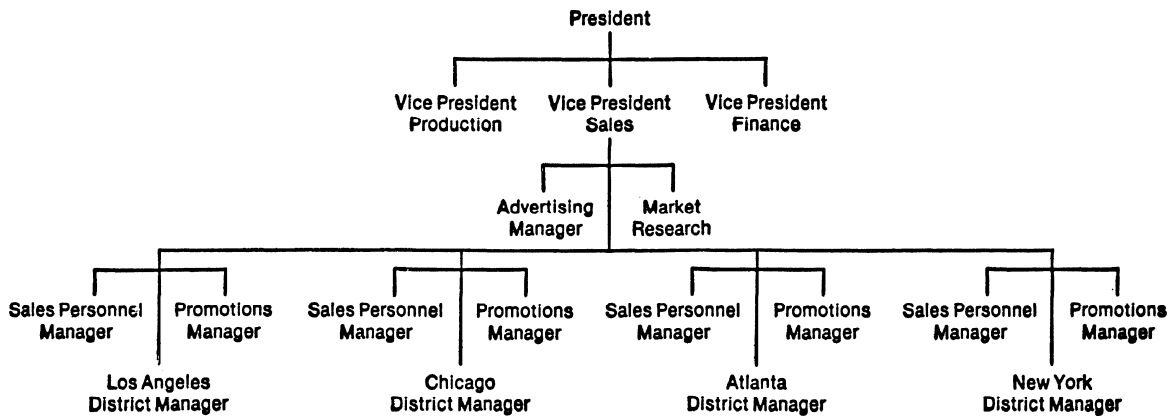 President
Vice President
Production
Vice President
Sales
Vice President
Finance
Advertising
Manager
Market
Research
Sales Personnel
Manager
Promotions
Manager
Sales Personnel
Manager
Promotions
Manager
Sales Personnel
Manager
Promotions
Manager
Sales Personnel
Manager
Promotions
Manager
Los Angeles
District Manager
Chicago
District Manager
Atlanta
District Manager
New York
District Manager